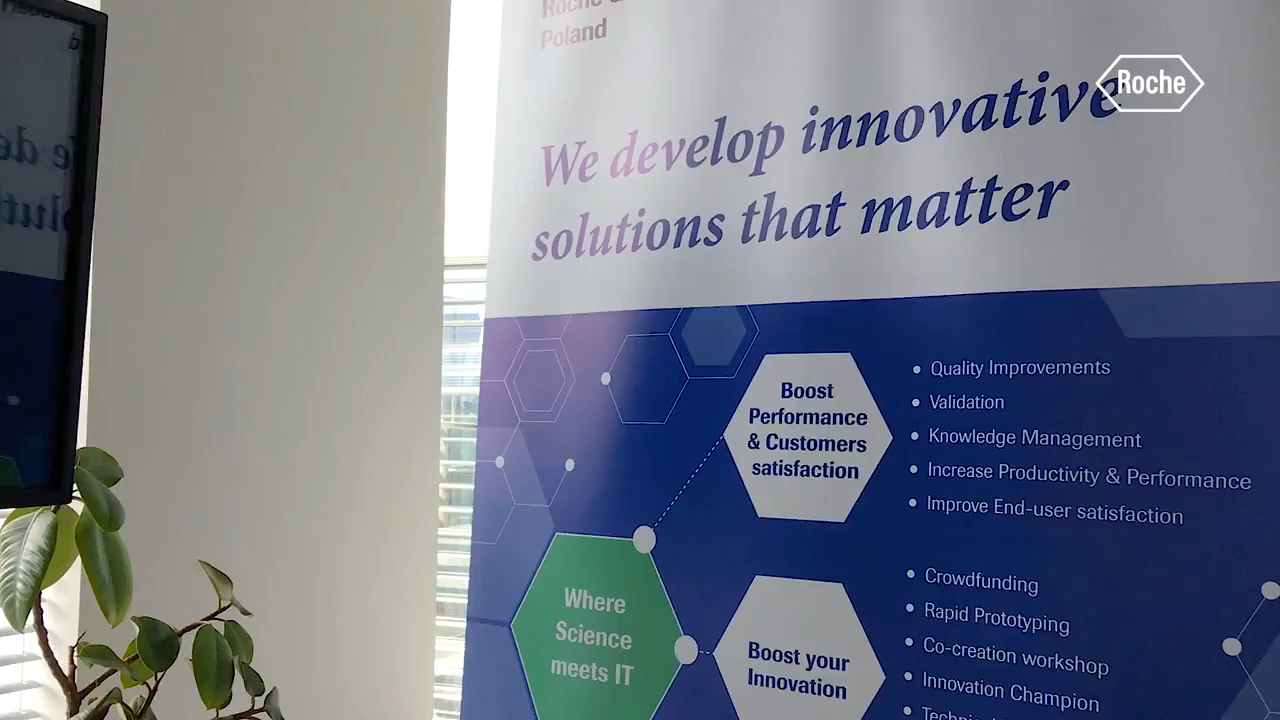 Roche
Poland
We develop innovative
Roche
solutions that matter
Boost
Performance
& Customers
satisfaction
• Quality Improvements
• Validation
• Knowledge Management
• Increase Productivity & Performance
• Improve End-user satisfaction
Where
Science
meets IT
Boost your
Innovation
• Crowdfunding
• Rapid Prototyping
• Co-creation workshop
• Innovation Champion